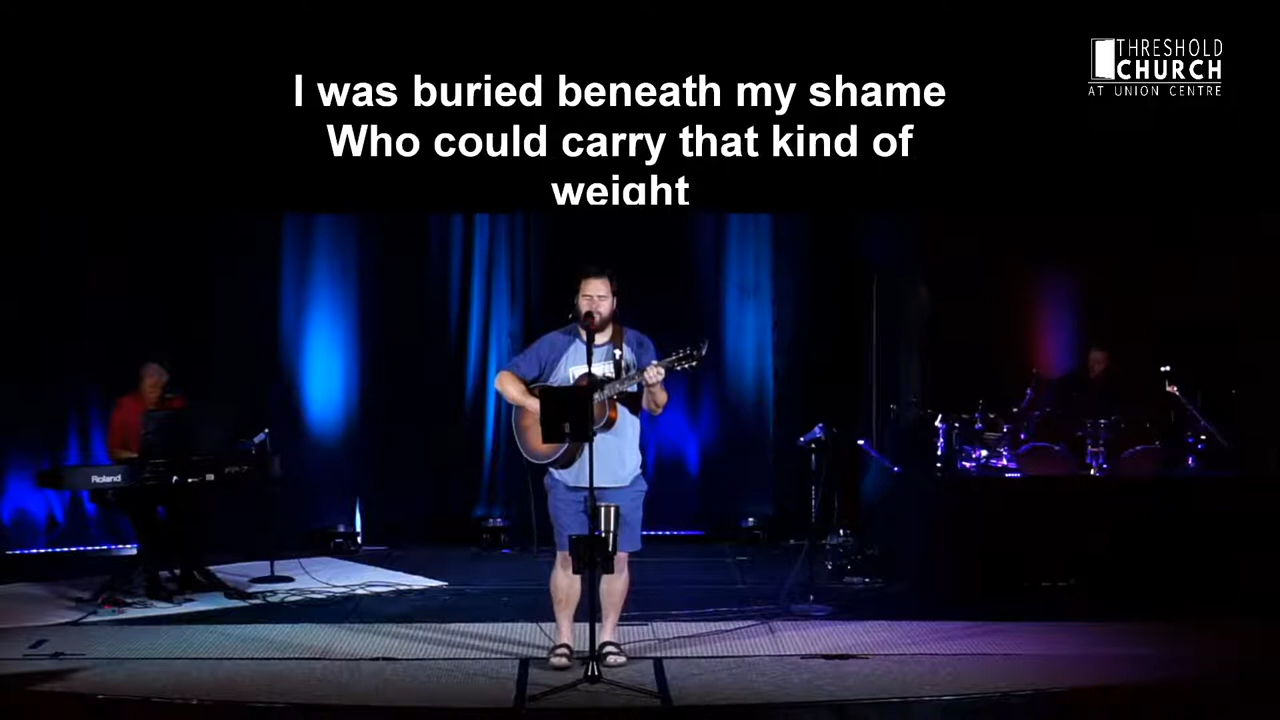 THRESHOLD
CHURCH
AT UNION CENTRE
I was buried beneath my shame
Who could carry that kind of
weight
Roland